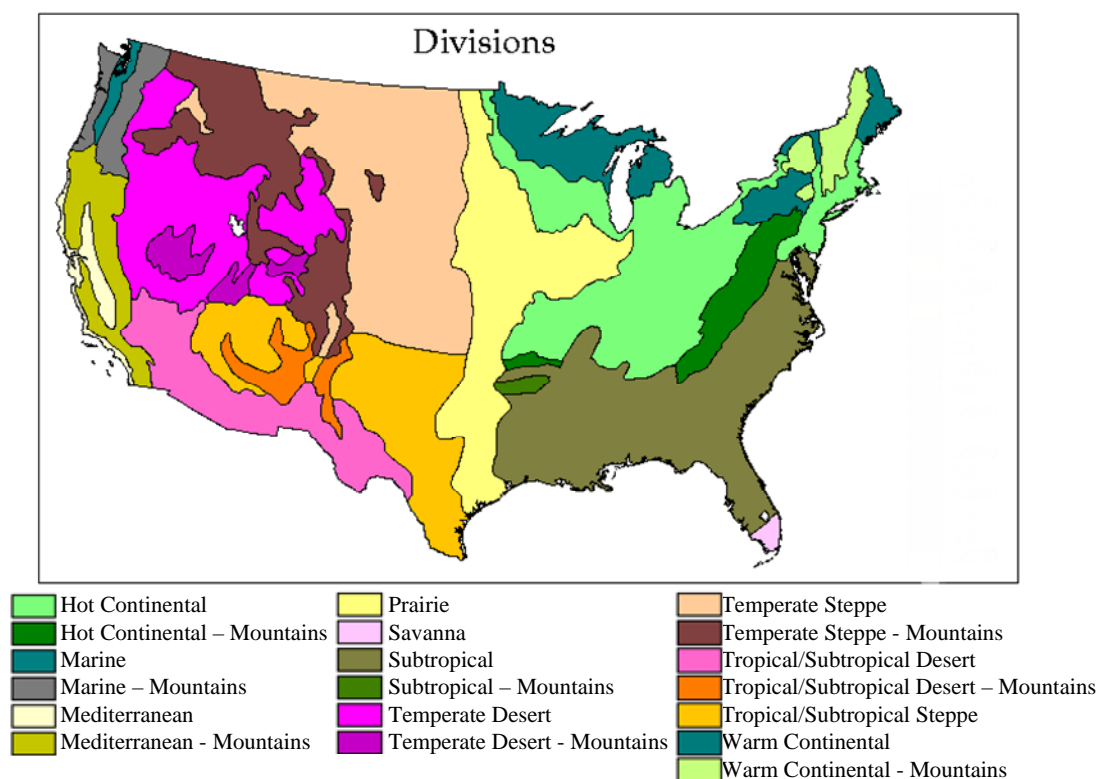 Divisions
Hot Continental
Hot Continental – Mountains
Marine
Marine – Mountains
Mediterranean
Mediterranean - Mountains
Prairie
Savanna
Subtropical
Subtropical – Mountains
Temperate Desert
Temperate Desert - Mountains
Temperate Steppe
Temperate Steppe - Mountains
Tropical/Subtropical Desert
Tropical/Subtropical Desert – Mountains
Tropical/Subtropical Steppe
Warm Continental
Warm Continental - Mountains